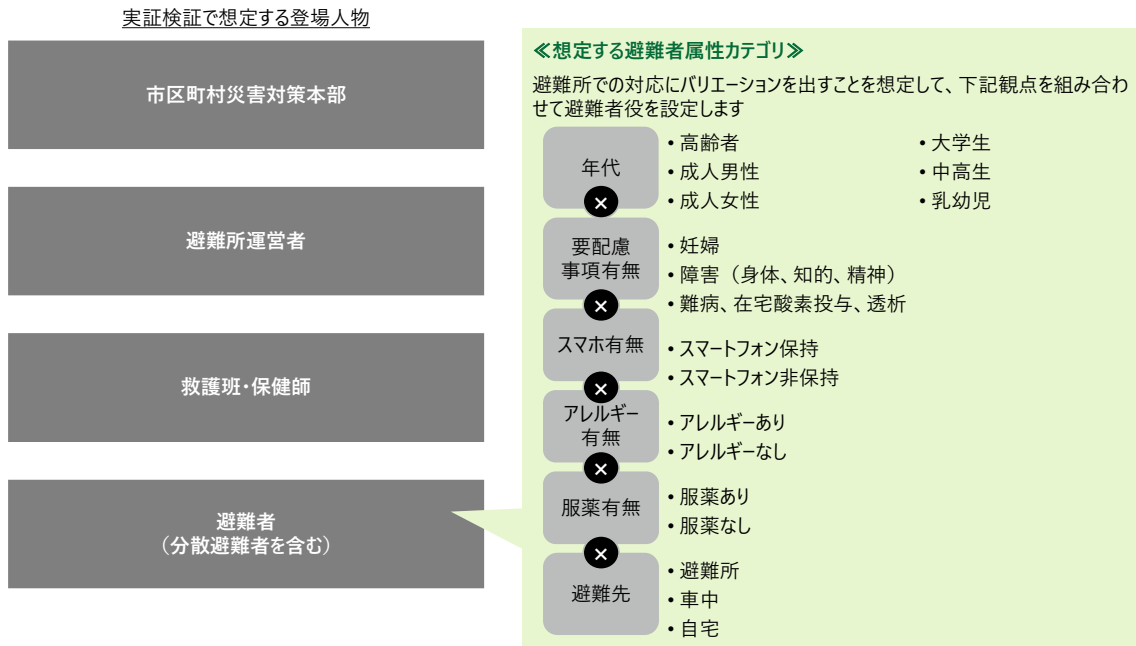 実証検証で想定する登場人物
市区町村災害対策本部
避難所運営者
救護班・保健師
避難者
(分散避難者を含む)
≪想定する避難者属性カテゴリ≫
避難所での対応にバリエーションを出すことを想定して、下記観点を組み合わ
せて避難者役を設定します
年代
• 高齢者
• 成人男性
• 成人女性
• 大学生
• 中高生
• 乳幼児
×
要配慮
事項有無
• 妊婦
• 障害（身体、知的、精神）
• 難病、在宅酸素投与、透析
×
スマホ有無
• スマートフォン保持
• スマートフォン非保持
×
アレルギー
有無
• アレルギーあり
• アレルギーなし
×
服薬有無
• 服薬あり
• 服薬なし
×
避難先
• 避難所
• 車中
• 自宅